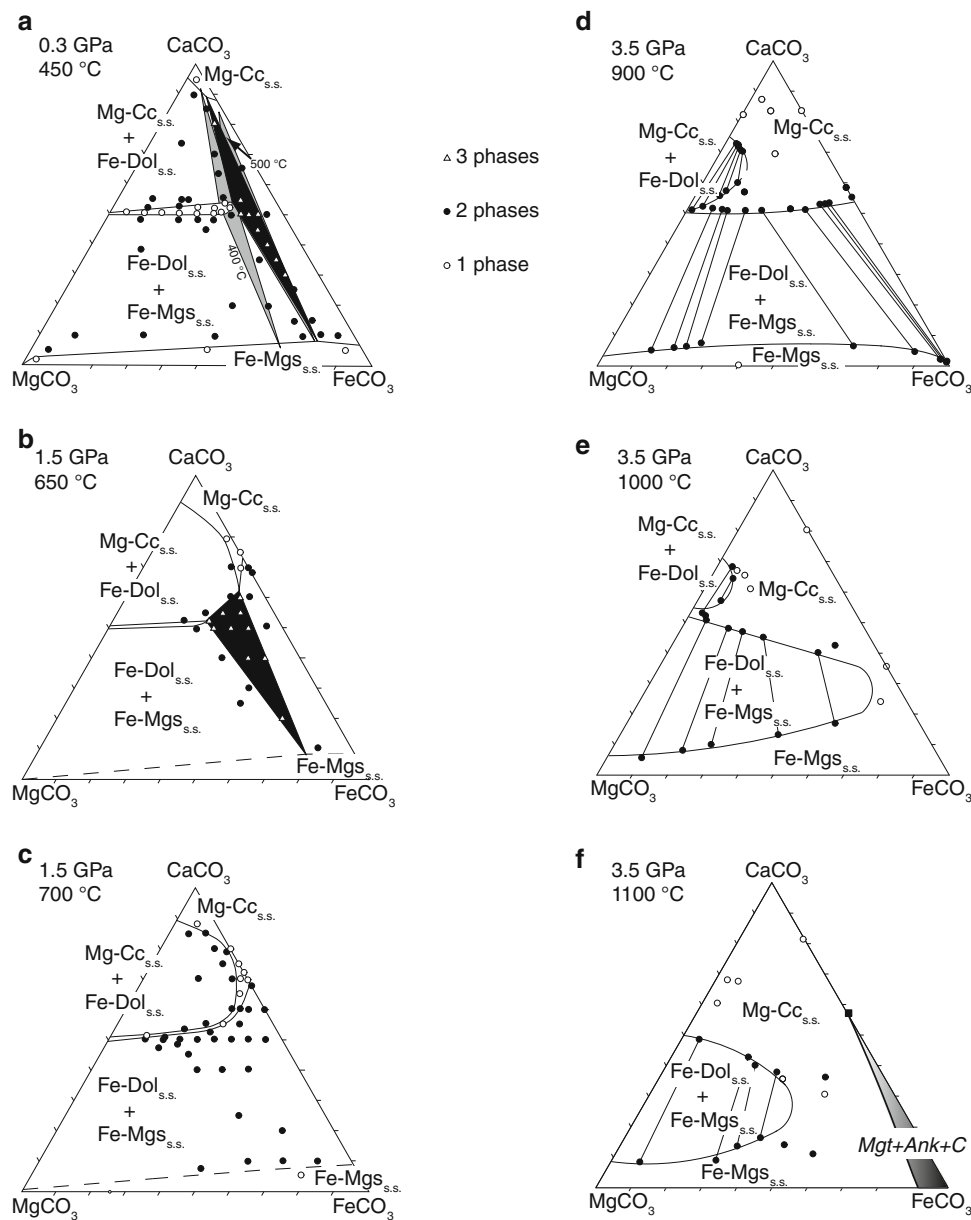 a
0.3 GPa
450 °C
CaCO3
Mg-Ccs.s.
Mg-Ccs.s.
+
Fe-Dols.s.
500 °C
400 °C
Fe-Dols.s.
+
Fe-Mgss.s.
Fe-Mgss.s.
MgCO3
FeCO3
3 phases
2 phases
1 phase
b
1.5 GPa
650 °C
CaCO3
Mg-Ccs.s.
Mg-Ccs.s.
+
Fe-Dols.s.
Fe-Dols.s.
+
Fe-Mgss.s.
Fe-Mgss.s.
MgCO3
FeCO3
c
1.5 GPa
700 °C
CaCO3
Mg-Ccs.s.
Mg-Ccs.s.
+
Fe-Dols.s.
Fe-Dols.s.
+
Fe-Mgss.s.
Fe-Mgss.s.
MgCO3
FeCO3
d
3.5 GPa
900 °C
CaCO3
Mg-Ccs.s.
Mg-Ccs.s.
+
Fe-Dols.s.
Fe-Dols.s.
+
Fe-Mgss.s.
Fe-Mgss.s.
MgCO3
FeCO3
e
3.5 GPa
1000 °C
CaCO3
Mg-Ccs.s.
+
Fe-Dols.s.
Mg-Ccs.s.
Fe-Dols.s.
+
Fe-Mgss.s.
Fe-Mgss.s.
MgCO3
FeCO3
f
3.5 GPa
1100 °C
CaCO3
Mg-Ccs.s.
Fe-Dols.s.
+
Fe-Mgss.s.
Fe-Mgss.s.
Mgt+Ank+C
MgCO3
FeCO3